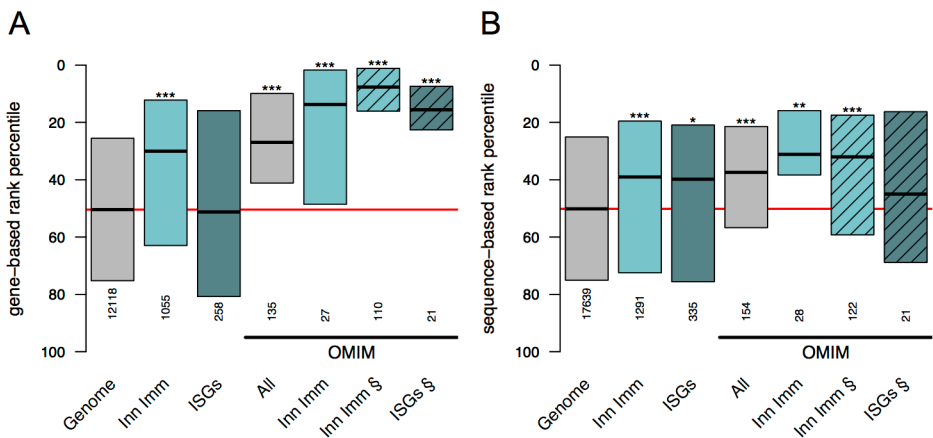 A
gene−based rank percentile
0
20
40
60
80
100
***
***
***
***
***
12118
1055
258
135
27
110
21
OMIM
Genome
Inn Imm
ISGs
All
Inn Imm
Inn Imm §
ISGs §
B
sequence−based rank percentile
0
20
40
60
80
100
***
*
***
**
***
17639
1291
335
154
28
122
21
OMIM
Genome
Inn Imm
ISGs
All
Inn Imm
Inn Imm §
ISGs §